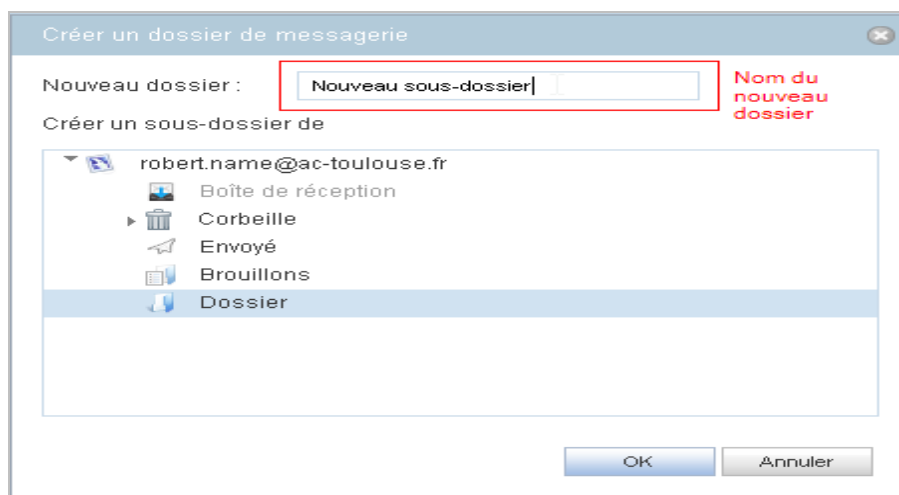 Créer un dossier de messagerie
Nouveau dossier :
Nouveau sous-dossier
Nom du
nouveau
dossier
Créer un sous-dossier de
robert.name@ac-toulouse.fr
Boîte de réception
Corbeille
Envoyé
Brouillons
Dossier
OK
Annuler